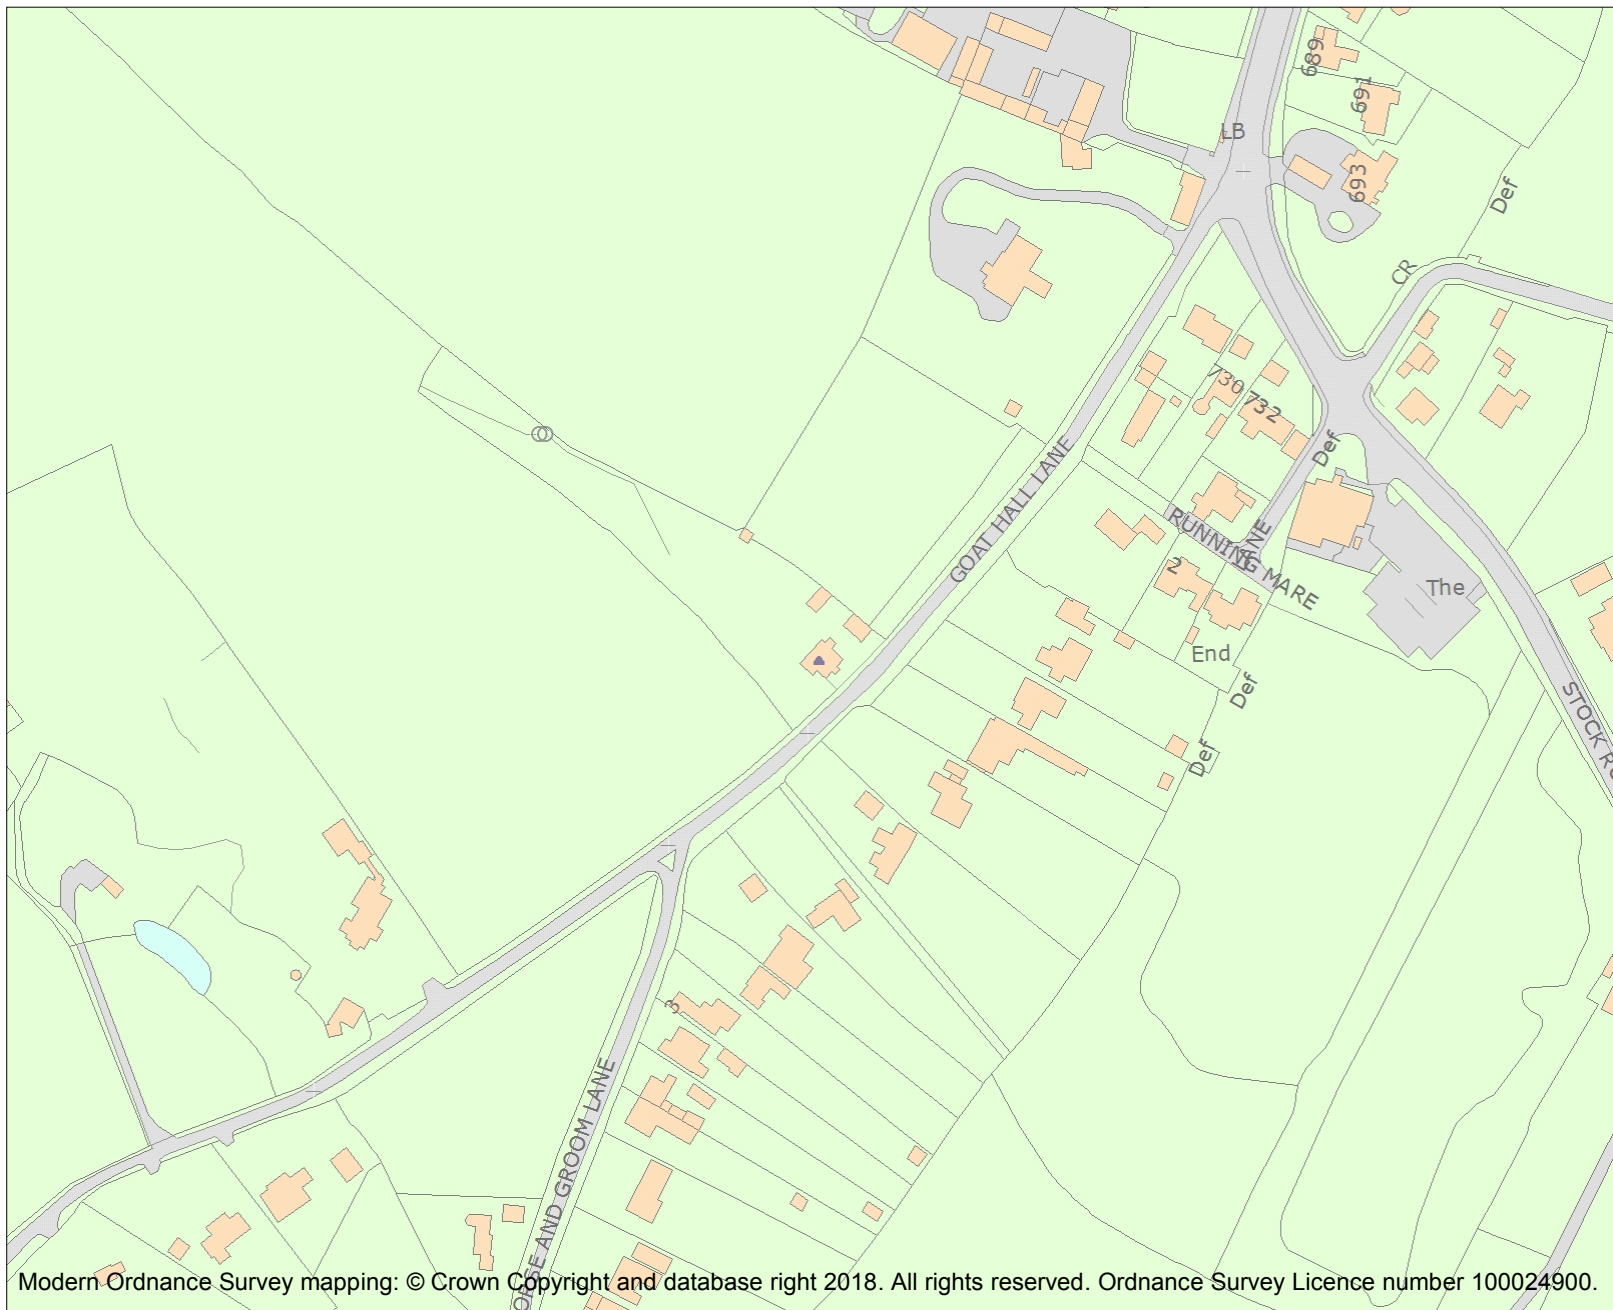 689
691
LB
693
Def
CR
730
732
Def
GOAT HALL LANE
RUNNING MARE
LANE
2
The
End
Def
STOCK
Def
3
HORSE AND GROOM LANE
Modern Ordnance Survey mapping: © Crown Copyright and database right 2018. All rights reserved. Ordnance Survey Licence number 100024900.